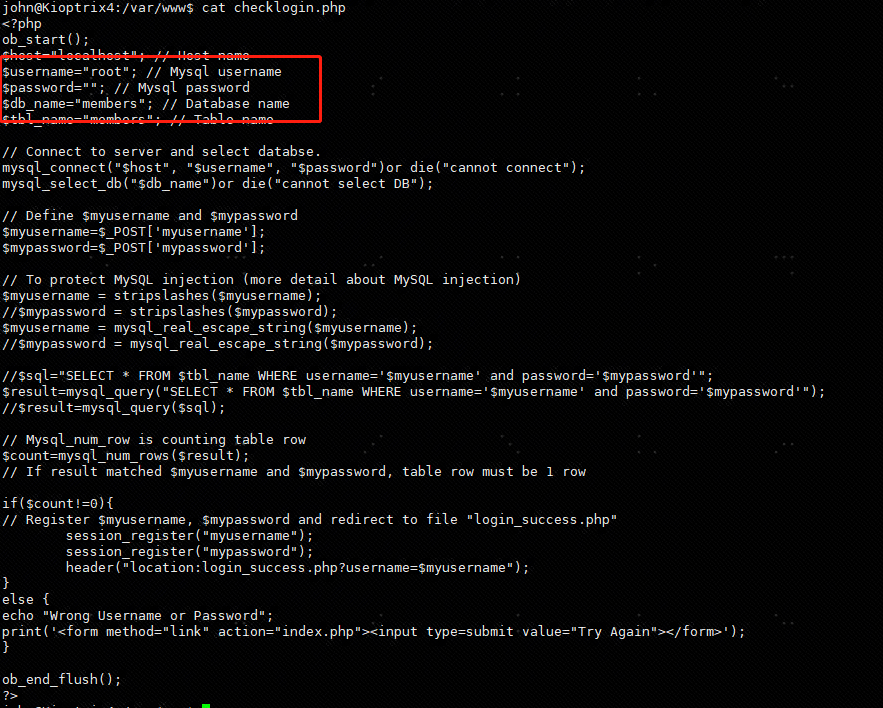 john@Kioptrix4:/var/www$ cat checklogin.php
<?php
ob_start();
$host="localhost"; // Host name
$username="root"; // Mysql username
$password=""; // Mysql password
$db_name="members"; // Database name
$tbl_name="members"; // Table name

// Connect to server and select databse.
mysql_connect("$host", "$username", "$password")or die("cannot connect");
mysql_select_db("$db_name")or die("cannot select DB");

// Define $myusername and $mypassword
$myusername=$_POST['myusername'];
$mypassword=$_POST['mypassword'];

// To protect MySQL injection (more detail about MySQL injection)
$myusername = stripslashes($myusername);
//$mypassword = stripslashes($mypassword);
$myusername = mysql_real_escape_string($myusername);
//$mypassword = mysql_real_escape_string($mypassword);

//$sql="SELECT * FROM $tbl_name WHERE username='$myusername' and password='$mypassword'";
$result=mysql_query("SELECT * FROM $tbl_name WHERE username='$myusername' and password='$mypassword'");
//$result=mysql_query($sql);

// Mysql_num_row is counting table row
$count=mysql_num_rows($result);
// If result matched $myusername and $mypassword, table row must be 1 row

if($count!=0){
// Register $myusername, $mypassword and redirect to file "login_success.php"
        session_register("myusername");
        session_register("mypassword");
        header("location:login_success.php?username=$myusername");
}
else {
echo "Wrong Username or Password";
print('<form method="link" action="index.php"><input type=submit value="Try Again"></form>');
}

ob_end_flush();
?>